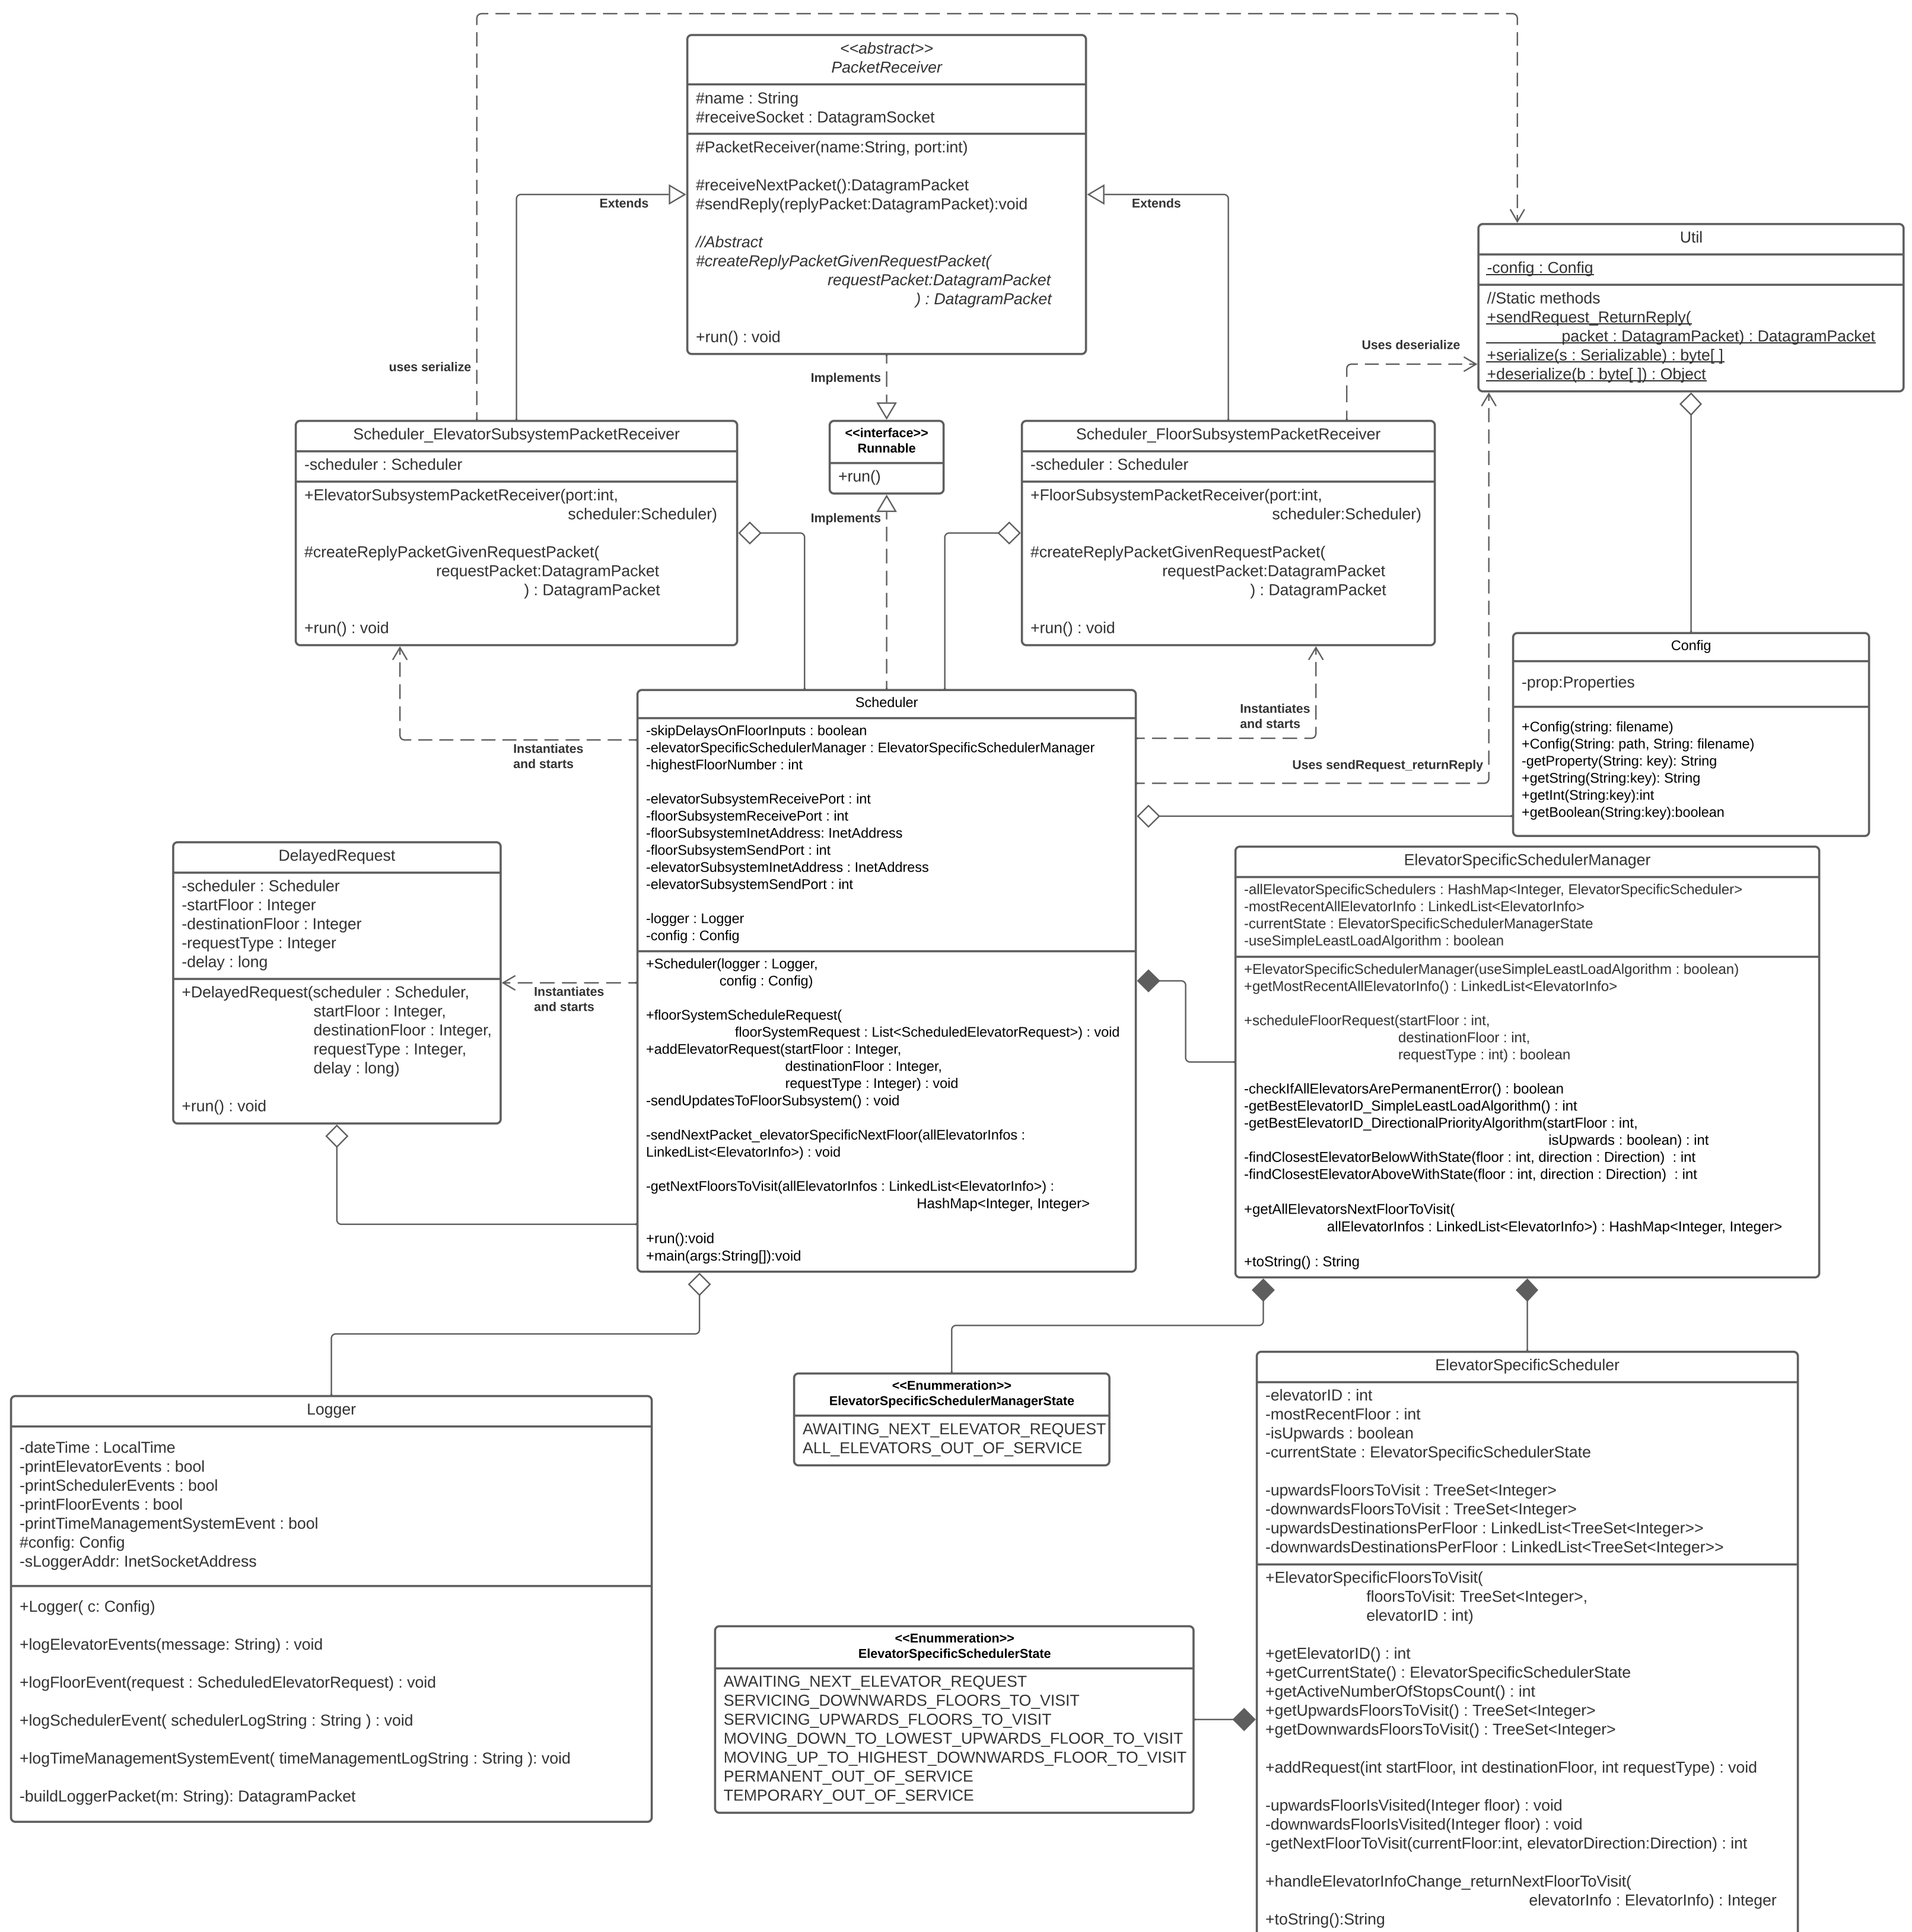 <<abstract>>
PacketReceiver
#name : String
#receiveSocket : DatagramSocket
#PacketReceiver(name:String, port:int)
#receiveNextPacket():DatagramPacket
#sendReply(replyPacket:DatagramPacket):void
//Abstract
#createReplyPacketGivenRequestPacket(
requestPacket:DatagramPacket
) : DatagramPacket
+run() : void
Extends
Extends
Util
-config : Config
//Static methods
+sendRequest_ReturnReply(
packet : DatagramPacket) : DatagramPacket
+serialize(s : Serializable) : byte[ ]
+deserialize(b : byte[ ]) : Object
uses serialize
Implements
Uses deserialize
Scheduler_ElevatorSubsystemPacketReceiver
-scheduler : Scheduler
+ElevatorSubsystemPacketReceiver(port:int,
scheduler:Scheduler)
#createReplyPacketGivenRequestPacket(
requestPacket:DatagramPacket
) : DatagramPacket
+run() : void
<<interface>>
Runnable
+run()
Implements
Scheduler_FloorSubsystemPacketReceiver
-scheduler : Scheduler
+FloorSubsystemPacketReceiver(port:int,
scheduler:Scheduler)
#createReplyPacketGivenRequestPacket(
requestPacket:DatagramPacket
) : DatagramPacket
+run() : void
Instantiates
and starts
Instantiates
and starts
Uses sendRequest_returnReply
Config
-prop:Properties
+Config(string: filename)
+Config(String: path, String: filename)
-getProperty(String: key): String
+getString(String:key): String
+getInt(String:key):int
+getBoolean(String:key):boolean
Scheduler
-skipDelaysOnFloorInputs : boolean
-elevatorSpecificSchedulerManager : ElevatorSpecificSchedulerManager
-highestFloorNumber : int
-elevatorSubsystemReceivePort : int
-floorSubsystemReceivePort : int
-floorSubsystemInetAddress: InetAddress
-floorSubsystemSendPort : int
-elevatorSubsystemInetAddress : InetAddress
-elevatorSubsystemSendPort : int
-logger : Logger
-config : Config
+Scheduler(logger : Logger,
config : Config)
+floorSystemScheduleRequest(
floorSystemRequest : List<ScheduledElevatorRequest>) : void
+addElevatorRequest(startFloor : Integer,
destinationFloor : Integer,
requestType : Integer) : void
-sendUpdatesToFloorSubsystem() : void
-sendNextPacket_elevatorSpecificNextFloor(allElevatorInfos :
LinkedList<ElevatorInfo>) : void
-getNextFloorsToVisit(allElevatorInfos : LinkedList<ElevatorInfo>) :
HashMap<Integer, Integer>
+run():void
+main(args:String[]):void
DelayedRequest
-scheduler : Scheduler
-startFloor : Integer
-destinationFloor : Integer
-requestType : Integer
-delay : long
+DelayedRequest(scheduler : Scheduler,
startFloor : Integer,
destinationFloor : Integer,
requestType : Integer,
delay : long)
+run() : void
Instantiates
and starts
ElevatorSpecificSchedulerManager
-allElevatorSpecificSchedulers : HashMap<Integer, ElevatorSpecificScheduler>
-mostRecentAllElevatorInfo : LinkedList<ElevatorInfo>
-currentState : ElevatorSpecificSchedulerManagerState
-useSimpleLeastLoadAlgorithm : boolean
+ElevatorSpecificSchedulerManager(useSimpleLeastLoadAlgorithm : boolean)
+getMostRecentAllElevatorInfo() : LinkedList<ElevatorInfo>
+scheduleFloorRequest(startFloor : int,
destinationFloor : int,
requestType : int) : boolean
-checkIfAllElevatorsArePermanentError() : boolean
-getBestElevatorID_SimpleLeastLoadAlgorithm() : int
-getBestElevatorID_DirectionalPriorityAlgorithm(startFloor : int,
isUpwards : boolean) : int
-findClosestElevatorBelowWithState(floor : int, direction : Direction)  : int
-findClosestElevatorAboveWithState(floor : int, direction : Direction)  : int
+getAllElevatorsNextFloorToVisit(
allElevatorInfos : LinkedList<ElevatorInfo>) : HashMap<Integer, Integer>
+toString() : String
Logger
-dateTime : LocalTime
-printElevatorEvents : bool
-printSchedulerEvents : bool
-printFloorEvents : bool
-printTimeManagementSystemEvent : bool
#config: Config
-sLoggerAddr: InetSocketAddress
+Logger( c: Config)
+logElevatorEvents(message: String) : void
+logFloorEvent(request : ScheduledElevatorRequest) : void
+logSchedulerEvent( schedulerLogString : String ) : void
+logTimeManagementSystemEvent( timeManagementLogString : String ): void
-buildLoggerPacket(m: String): DatagramPacket
<<Enummeration>>
ElevatorSpecificSchedulerManagerState
AWAITING_NEXT_ELEVATOR_REQUEST
ALL_ELEVATORS_OUT_OF_SERVICE
<<Enummeration>>
ElevatorSpecificSchedulerState
AWAITING_NEXT_ELEVATOR_REQUEST
SERVICING_DOWNWARDS_FLOORS_TO_VISIT
SERVICING_UPWARDS_FLOORS_TO_VISIT
MOVING_DOWN_TO_LOWEST_UPWARDS_FLOOR_TO_VISIT
MOVING_UP_TO_HIGHEST_DOWNWARDS_FLOOR_TO_VISIT
PERMANENT_OUT_OF_SERVICE
TEMPORARY_OUT_OF_SERVICE
ElevatorSpecificScheduler
-elevatorID : int
-mostRecentFloor : int
-isUpwards : boolean
-currentState : ElevatorSpecificSchedulerState
-upwardsFloorsToVisit : TreeSet<Integer>
-downwardsFloorsToVisit : TreeSet<Integer>
-upwardsDestinationsPerFloor : LinkedList<TreeSet<Integer>>
-downwardsDestinationsPerFloor : LinkedList<TreeSet<Integer>>
+ElevatorSpecificFloorsToVisit(
floorsToVisit: TreeSet<Integer>,
elevatorID : int)
+getElevatorID() : int
+getCurrentState() : ElevatorSpecificSchedulerState
+getActiveNumberOfStopsCount() : int
+getUpwardsFloorsToVisit() : TreeSet<Integer>
+getDownwardsFloorsToVisit() : TreeSet<Integer>
+addRequest(int startFloor, int destinationFloor, int requestType) : void
-upwardsFloorIsVisited(Integer floor) : void
-downwardsFloorIsVisited(Integer floor) : void
-getNextFloorToVisit(currentFloor:int, elevatorDirection:Direction) : int
+handleElevatorInfoChange_returnNextFloorToVisit(
elevatorInfo : ElevatorInfo) : Integer
+toString():String